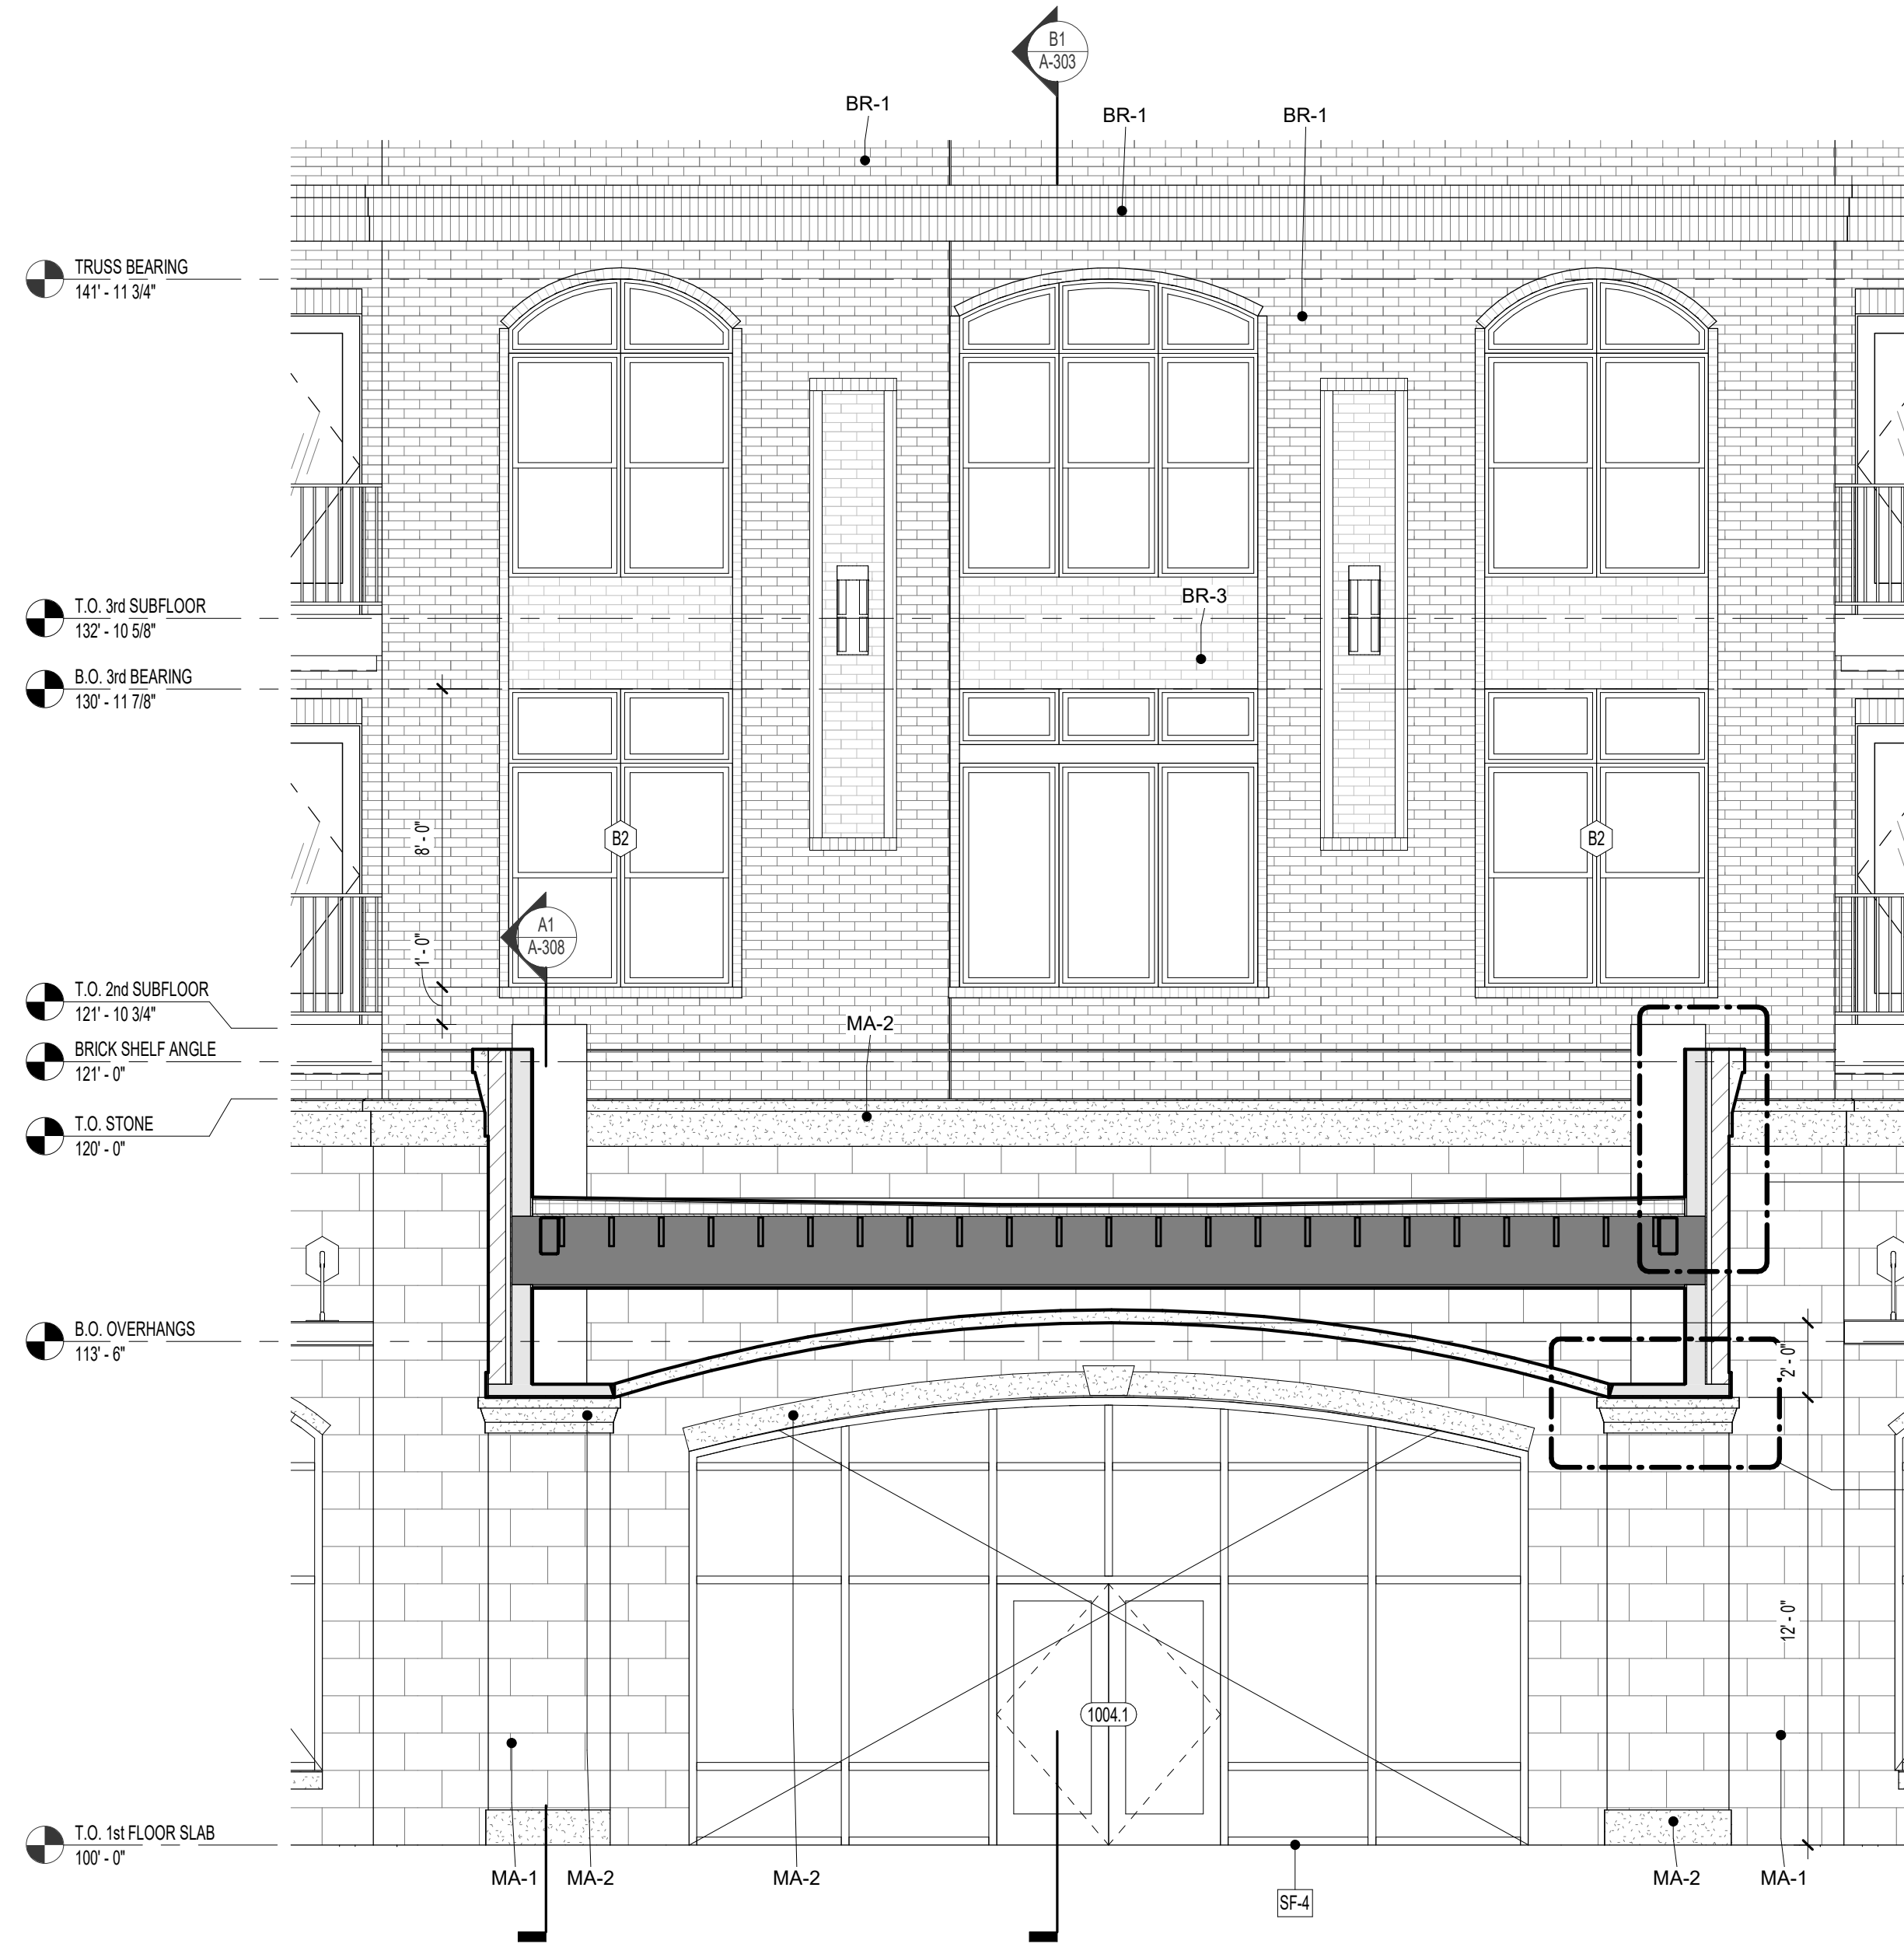 B1
A-303
BR-1
BR-1
BR-1
TRUSS BEARING
141' - 11 3/4"
T.O. 3rd SUBFLOOR
132' - 10 5/8"
BR-3
B.O. 3rd BEARING
130' - 11 7/8"
8' - 0"
B2
B2
A1
A-308
1' - 0"
T.O. 2nd SUBFLOOR
121' - 10 3/4"
MA-2
BRICK SHELF ANGLE
121' - 0"
T.O. STONE
120' - 0"
B.O. OVERHANGS
113' - 6"
2' - 0"
12' - 0"
1004.1
T.O. 1st FLOOR SLAB
100' - 0"
MA-1
MA-2
MA-2
SF-4
MA-2
MA-1